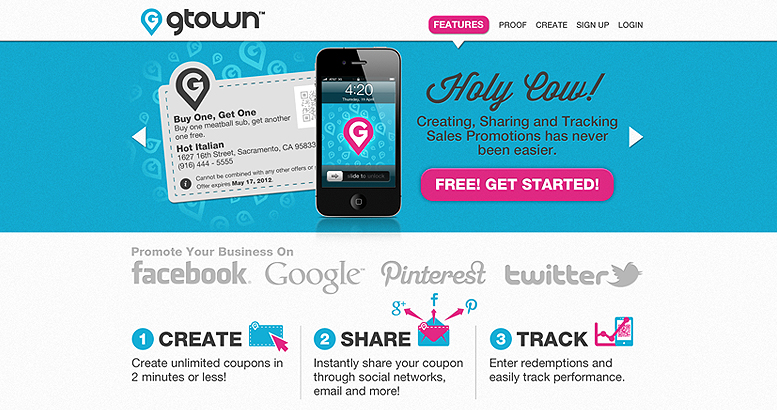 gtown™
FEATURES PROOF CREATE SIGN UP LOGIN
G
Buy One, Get One
Buy one meatball sub, get another
one free.
Hot Italian
1627 16th Street, Sacramento, CA 95833
(916) 444 - 5555
Cannot be combined with any other offers or
Offer expires May 17, 2012.
4:20
Thursday, 19 April
G
slide to unlock
Holy Cow!
Creating, Sharing and Tracking
Sales Promotions has never
been easier.
FREE! GET STARTED!
Promote Your Business On
facebook® Google™ Pinterest twitter
g+ f P
1 CREATE
Create unlimited coupons in
2 minutes or less!
2 SHARE
Instantly share your coupon
through social networks,
email and more!
3 TRACK
Enter redemptions and
easily track performance.